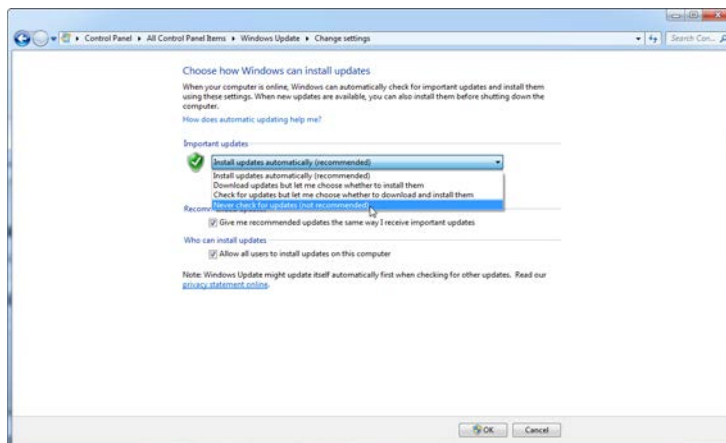 Control Panel ▸ All Control Panel Items ▸ Windows Update ▸ Change settings
Search Con...
Choose how Windows can install updates
When your computer is online, Windows can automatically check for important updates and install them
using these settings. When new updates are available, you can also install them before shutting down the
computer.
How does automatic updating help me?
Important updates
Install updates automatically (recommended)
Install updates automatically (recommended)
Download updates but let me choose whether to install them
Check for updates but let me choose whether to download and install them
Never check for updates (not recommended)
Give me recommended updates the same way I receive important updates
Who can install updates
Allow all users to install updates on this computer
Note: Windows Update might update itself automatically first when checking for other updates. Read our
privacy statement online.
OK Cancel